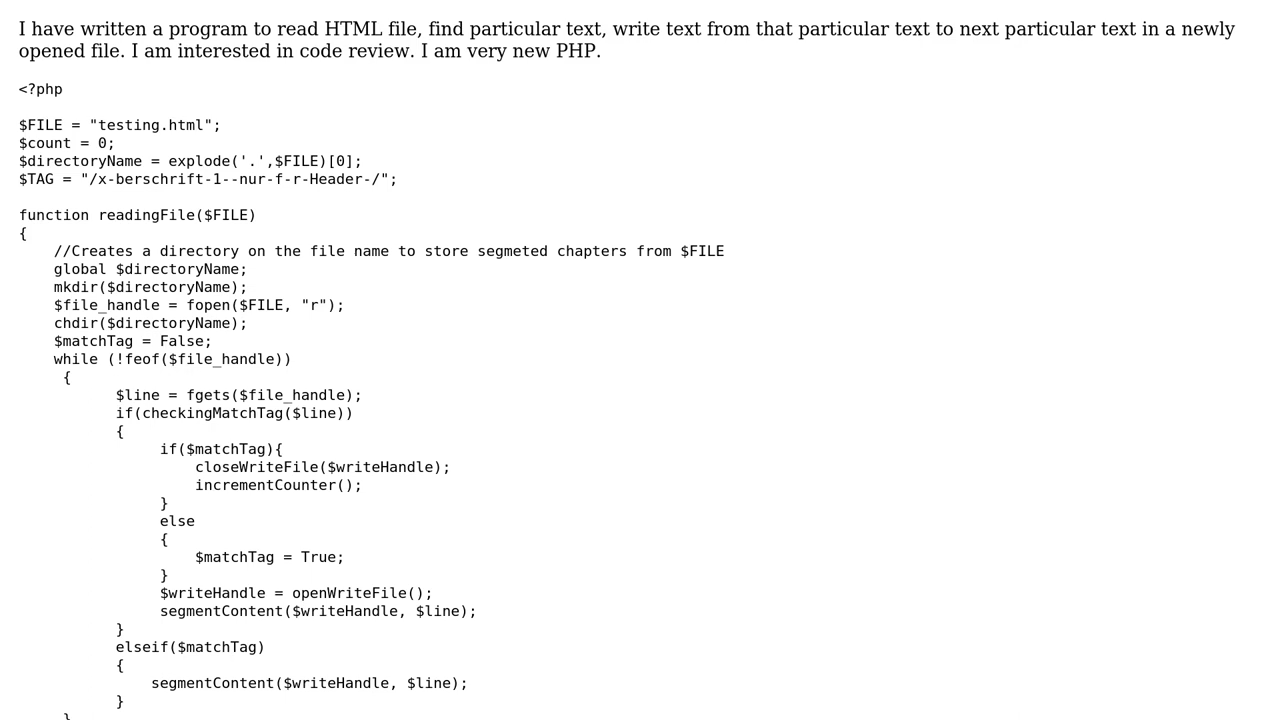 I have written a program to read HTML file, find particular text, write text from that particular text to next particular text in a newly
opened file. I am interested in code review. I am very new PHP.
<?php
$FILE = "testing.html";
$count = 0;
$directoryName = explode('.',$FILE)[0];
$TAG = "/x-berschrift-1--nur-f-r-Header-/";
function readingFile($FILE)
{
    //Creates a directory on the file name to store segmeted chapters from $FILE
    global $directoryName;
    mkdir($directoryName);
    $file_handle = fopen($FILE, "r");
    chdir($directoryName);
    $matchTag = False;
    while (!feof($file_handle))
     {
           $line = fgets($file_handle);
           if(checkingMatchTag($line))
           {
                if($matchTag){
                    closeWriteFile($writeHandle);
                    incrementCounter();
                }
                else
                {
                    $matchTag = True;
                }
                $writeHandle = openWriteFile();
                segmentContent($writeHandle, $line);
           }
           elseif($matchTag)
           {
               segmentContent($writeHandle, $line);
           }
     }